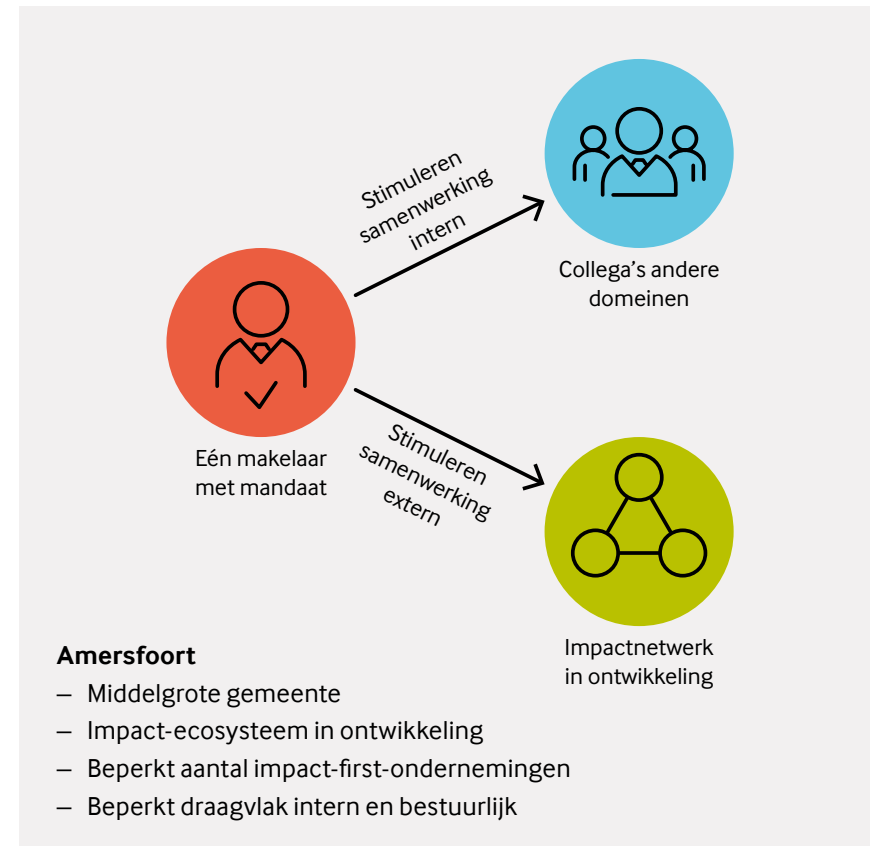 Stimuleren
samenwerking
intern
Collega’s andere
domeinen
Eén makelaar
met mandaat
Stimuleren
samenwerking
extern
Impactnetwerk
in ontwikkeling
Amersfoort
– Middelgrote gemeente
– Impact-ecosysteem in ontwikkeling
– Beperkt aantal impact-first-ondernemingen
– Beperkt draagvlak intern en bestuurlijk